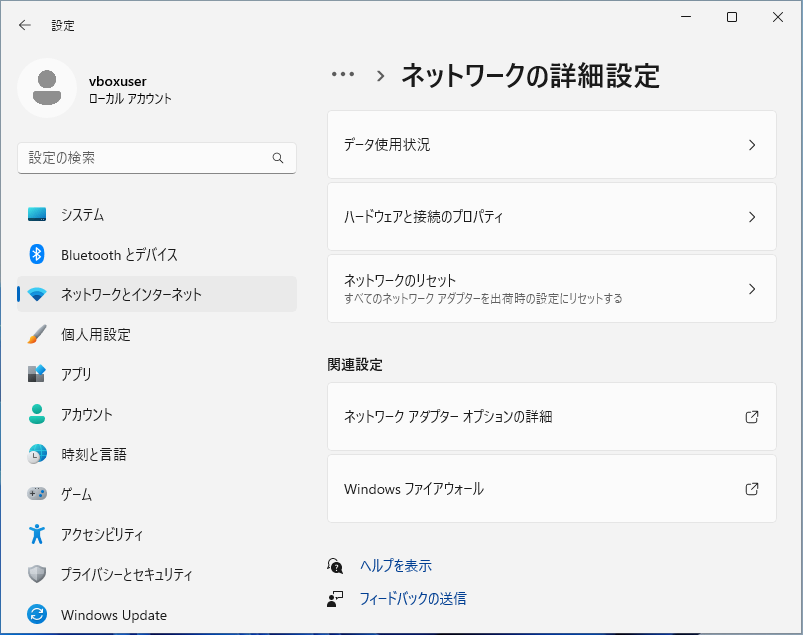 設定
vboxuser
ローカル アカウント
設定の検索
システム
Bluetooth とデバイス
ネットワークとインターネット
個人用設定
アプリ
アカウント
時刻と言語
ゲーム
アクセシビリティ
プライバシーとセキュリティ
Windows Update
… › ネットワークの詳細設定
データ使用状況
ハードウェアと接続のプロパティ
ネットワークのリセット
すべてのネットワーク アダプターを出荷時の設定にリセットする
関連設定
ネットワーク アダプター オプションの詳細
Windows ファイアウォール
ヘルプを表示
フィードバックの送信